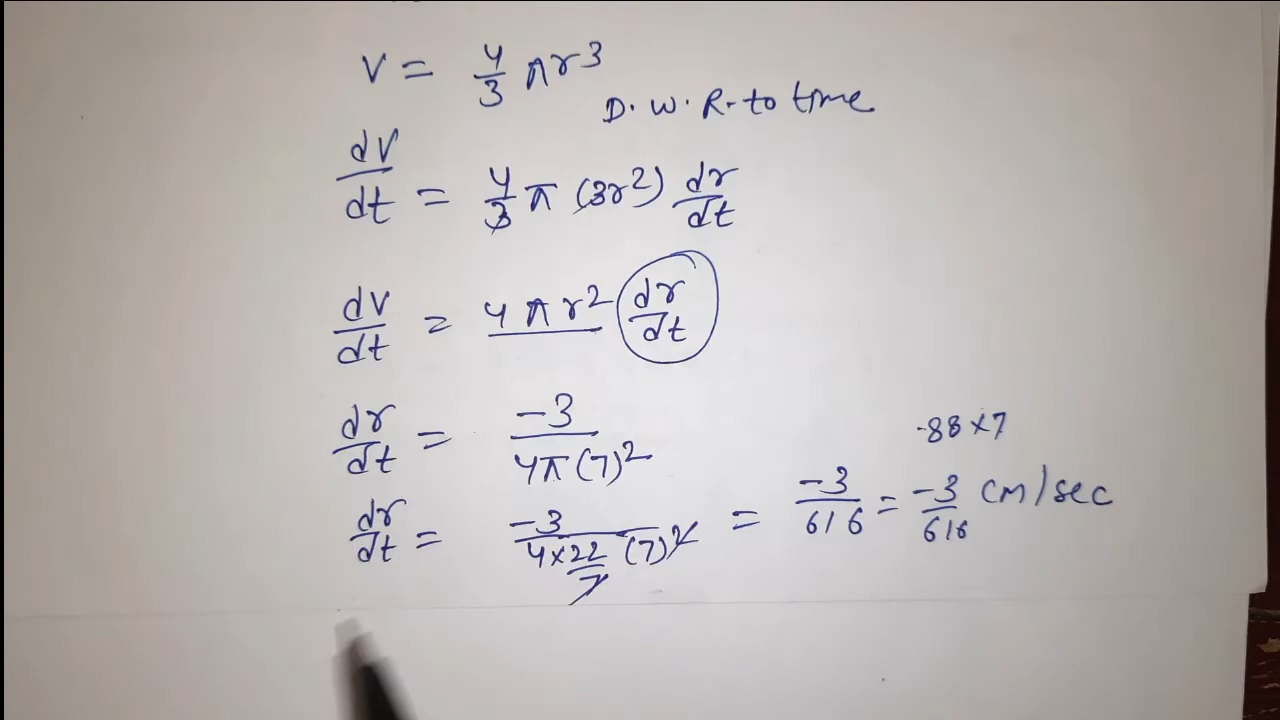 V = 4/3 πr³
D. W. R. to time
dV/dt = 4/3 π (3r²) dr/dt
dV/dt = 4πr² dr/dt
dr/dt = -3/4π(7)²
-88×7
dr/dt = -3/4×22/7 (7)² = -3/616 = -3/616 cm/sec